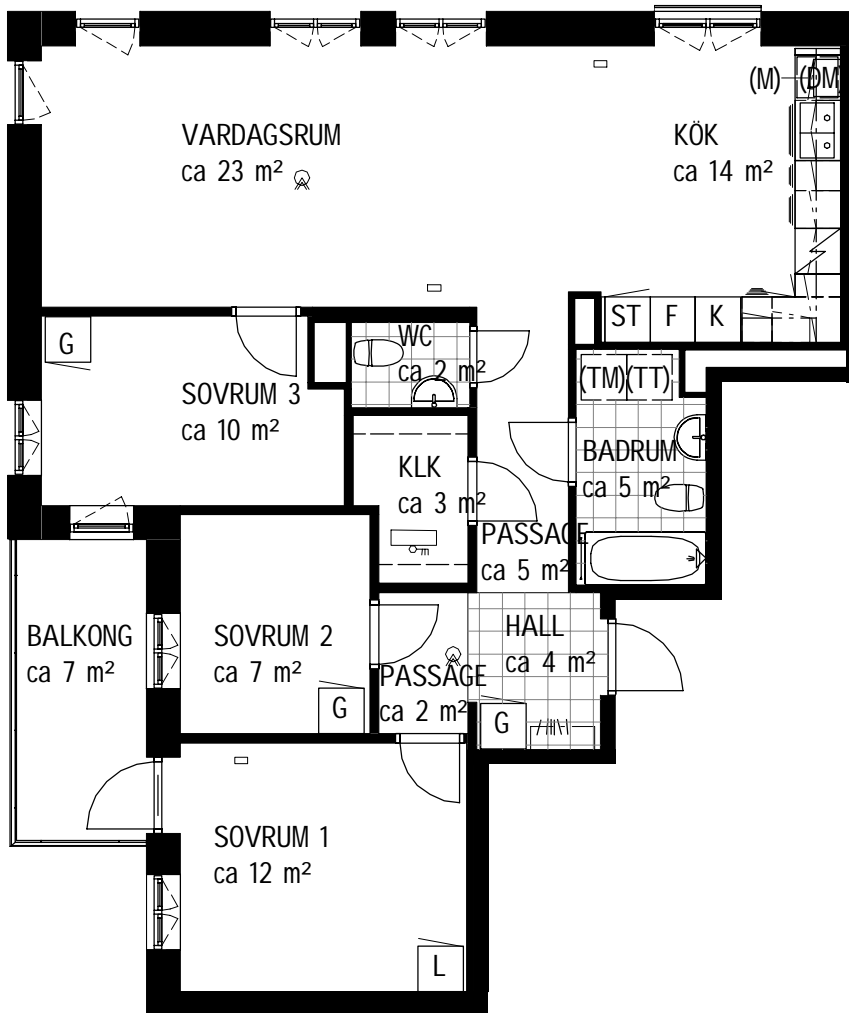 (M) (DM)
VARDAGSRUM
ca 23 m²
KÖK
ca 14 m²
ST F K
G
WC
ca 2 m²
(TM) (TT)
SOVRUM 3
ca 10 m²
KLK
ca 3 m²
BADRUM
ca 5 m²
PASSAGE
ca 5 m²
BALKONG
ca 7 m²
SOVRUM 2
ca 7 m²
G
HALL
ca 4 m²
PASSAGE
ca 2 m²
G
SOVRUM 1
ca 12 m²
L